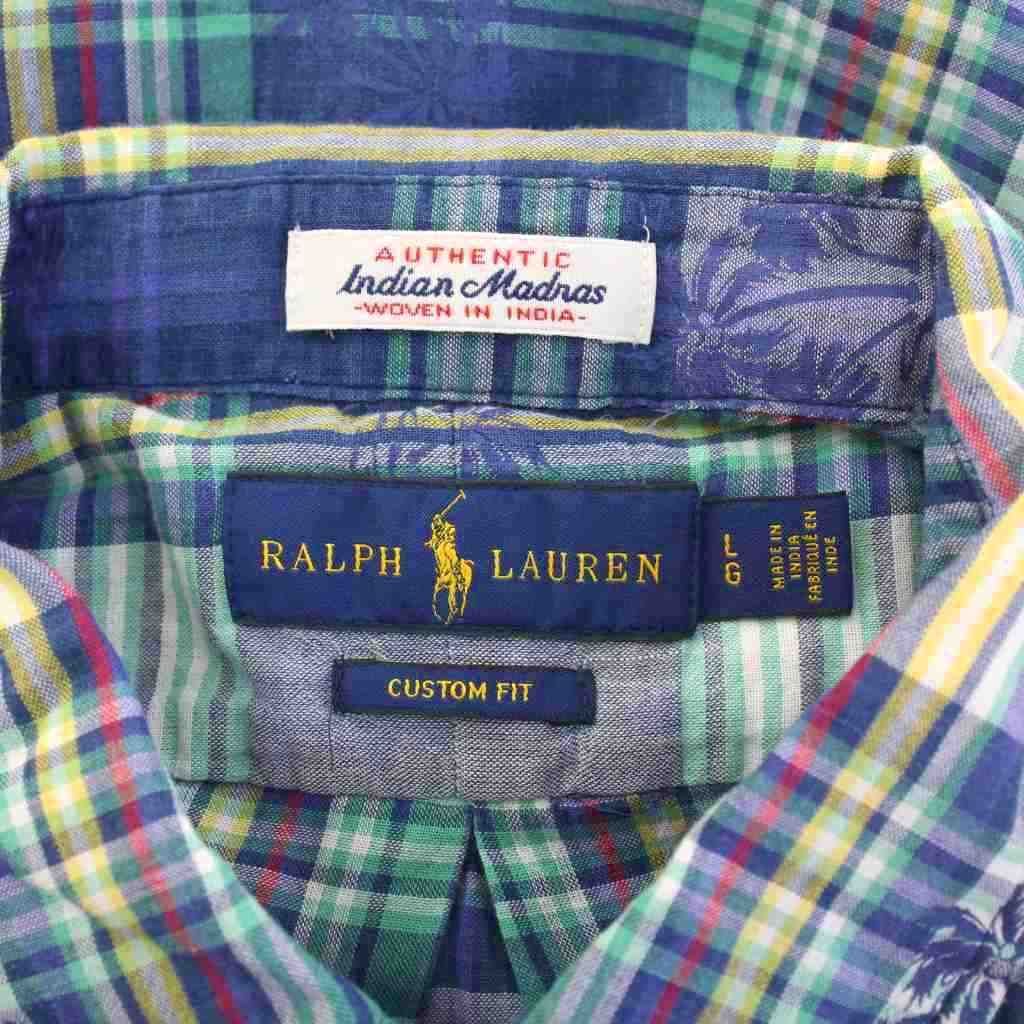 AUTHENTIC
Indian Madras
-WOVEN IN INDIA-
RALPH LAUREN
LG
MADE IN
INDIA
FABRIQUÉ EN
INDE
CUSTOM FIT